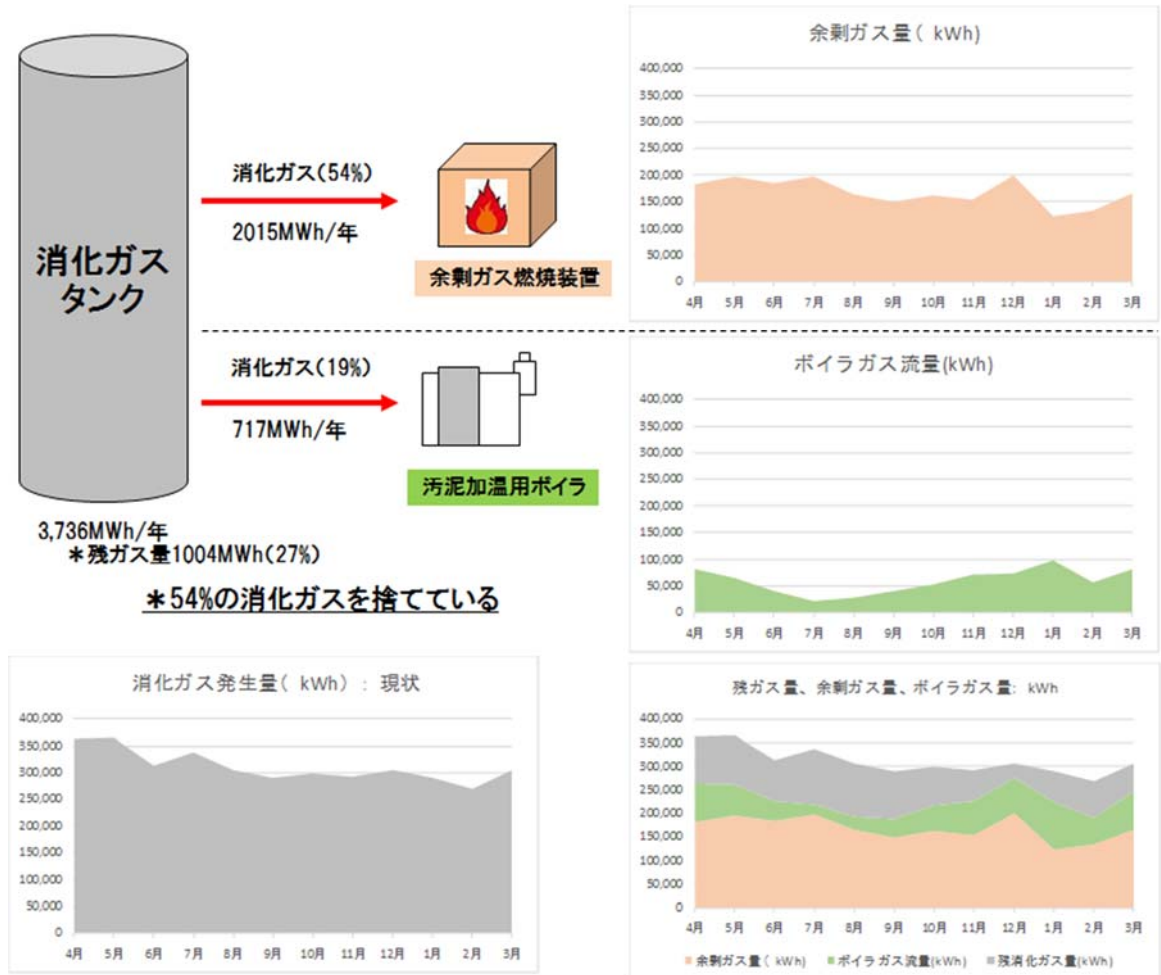 消化ガス
タンク
消化ガス(54%)
2015MWh/年
余剰ガス燃焼装置
消化ガス(19%)
717MWh/年
汚泥加温用ボイラ
3,736MWh/年
*残ガス量1004MWh(27%)
*54%の消化ガスを捨てている
余剰ガス量( kWh)
400,000
350,000
300,000
250,000
200,000
150,000
100,000
50,000
0
4月 5月 6月 7月 8月 9月 10月 11月 12月 1月 2月 3月
ボイラガス流量(kWh)
400,000
350,000
300,000
250,000
200,000
150,000
100,000
50,000
0
4月 5月 6月 7月 8月 9月 10月 11月 12月 1月 2月 3月
消化ガス発生量( kWh) : 現状
400,000
350,000
300,000
250,000
200,000
150,000
100,000
50,000
0
4月 5月 6月 7月 8月 9月 10月 11月 12月 1月 2月 3月
残ガス量、余剰ガス量、ボイラガス量: kWh
400,000
350,000
300,000
250,000
200,000
150,000
100,000
50,000
0
4月 5月 6月 7月 8月 9月 10月 11月 12月 1月 2月 3月
余剰ガス量( kWh) ボイラガス流量(kWh) 残消化ガス量(kWh)